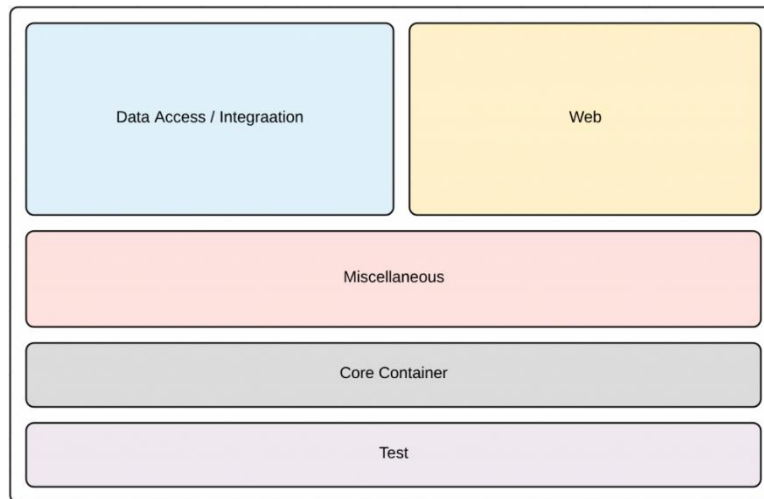 Data Access / Integraation
Web
Miscellaneous
Core Container
Test